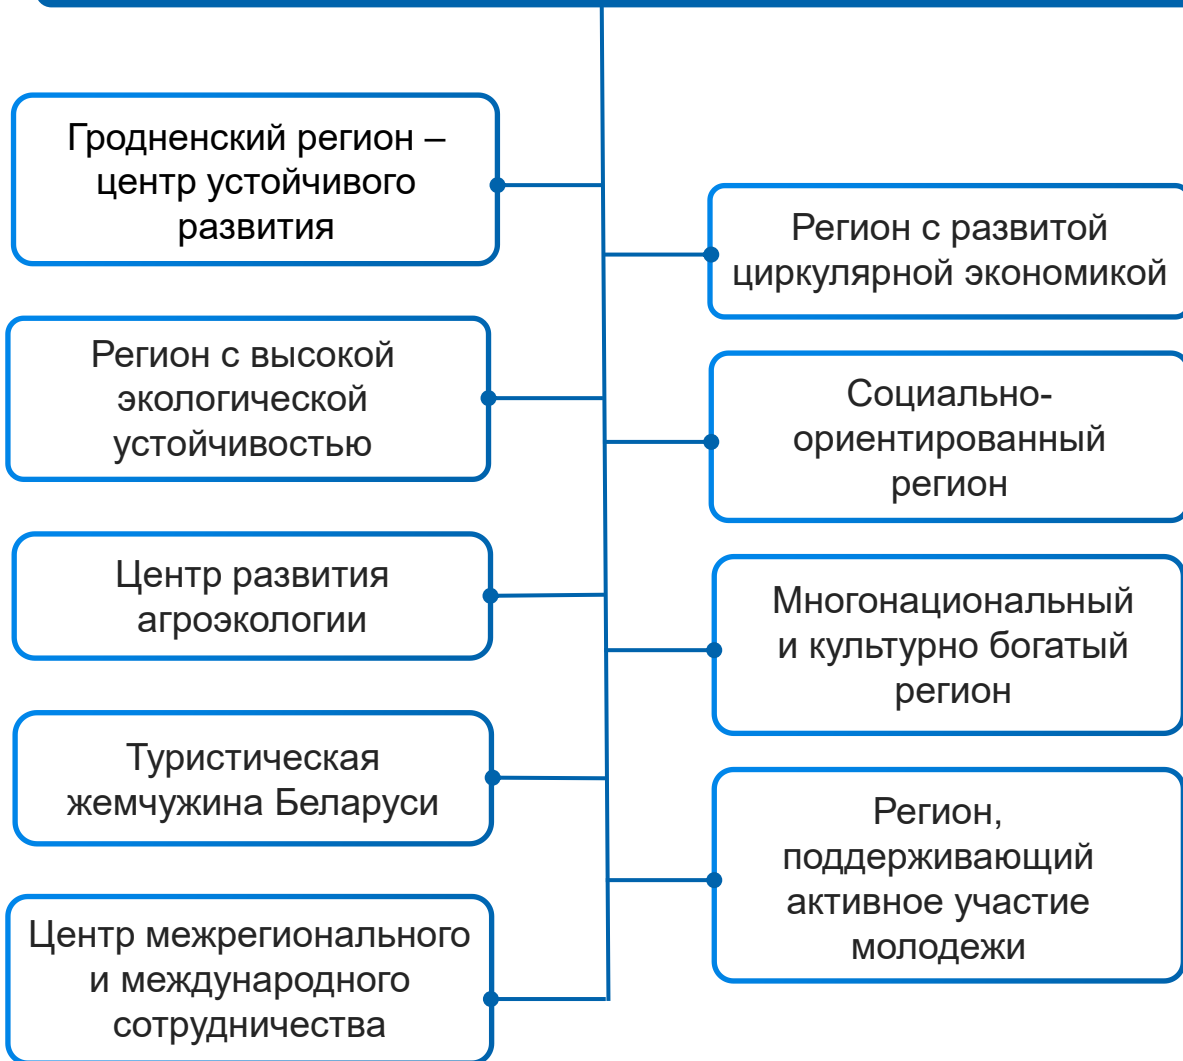 Гродненский регион –
центр устойчивого
развития
Регион с высокой
экологической
устойчивостью
Центр развития
агроэкологии
Туристическая
жемчужина Беларуси
Центр межрегионального
и международного
сотрудничества
Регион с развитой
циркулярной экономикой
Социально-
ориентированный
регион
Многонациональный
и культурно богатый
регион
Регион,
поддерживающий
активное участие
молодежи